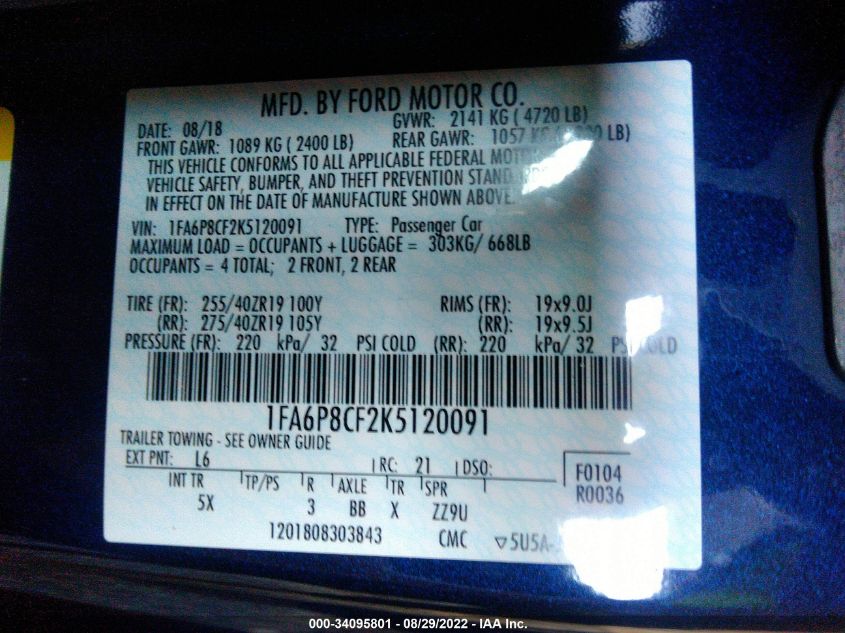 MFD. BY FORD MOTOR CO.
DATE: 08/18 GVWR: 2141 KG ( 4720 LB)
FRONT GAWR: 1089 KG ( 2400 LB) REAR GAWR: 1057 LB)
THIS VEHICLE CONFORMS TO ALL APPLICABLE FEDERAL
VEHICLE SAFETY, BUMPER, AND THEFT PREVENTION
IN EFFECT ON THE DATE OF MANUFACTURE SHOWN ABOVE.
VIN: 1FA6P8CF2K5120091 TYPE: Passenger Car
MAXIMUM LOAD = OCCUPANTS + LUGGAGE = 303KG/ 668LB
OCCUPANTS = 4 TOTAL; 2 FRONT, 2 REAR
TIRE (FR): 255/40ZR19 100Y RIMS (FR): 19x9.0J
(RR): 275/40ZR19 105Y (RR): 19x9.5J
PRESSURE (FR): 220 kPa/ 32 PSI COLD (RR): 220 kPa/ 32 PSI COLD
1FA6P8CF2K5120091
TRAILER TOWING - SEE OWNER GUIDE
EXT PNT: L6 RC: 21 DSO: F0104
INT TR TP/PS R AXLE TR SPR R0036
5X 3 BB X ZZ9U
1201808303843 CMC ▽5U5A-
000-34095801 - 08/29/2022 - IAA Inc.